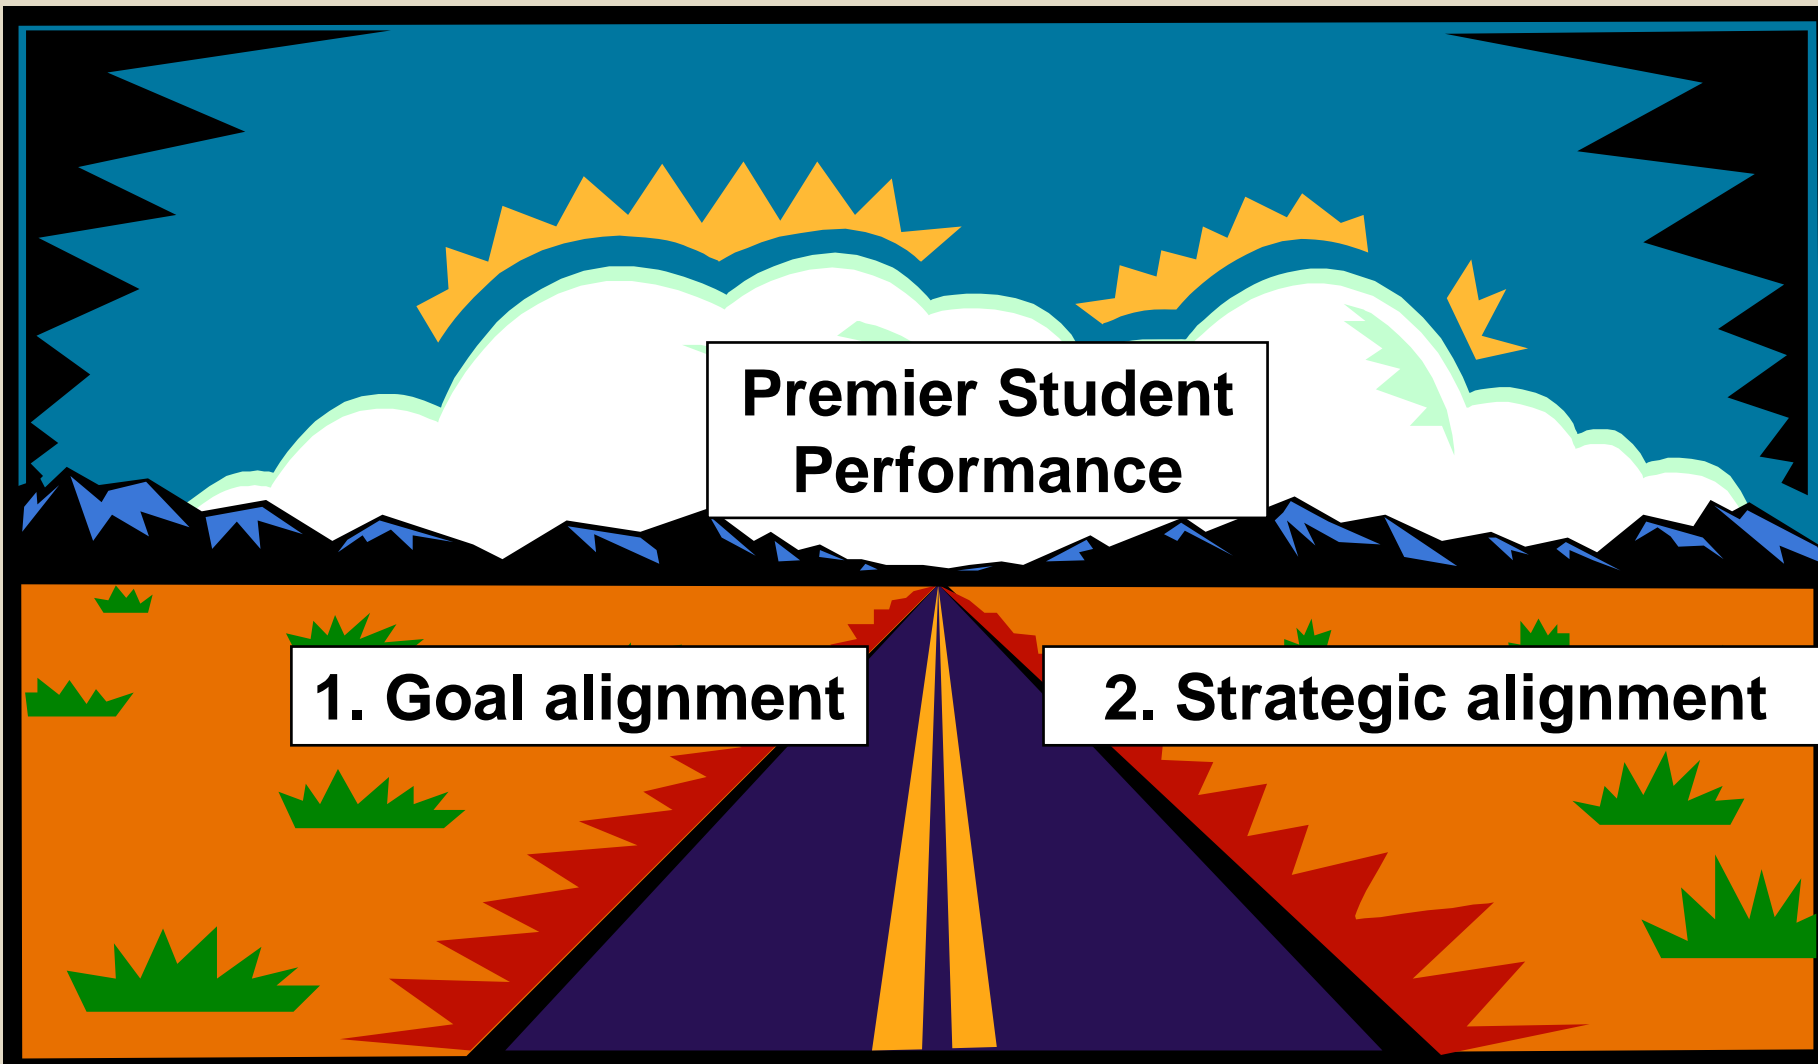 Premier Student
Performance
1. Goal alignment
2. Strategic alignment